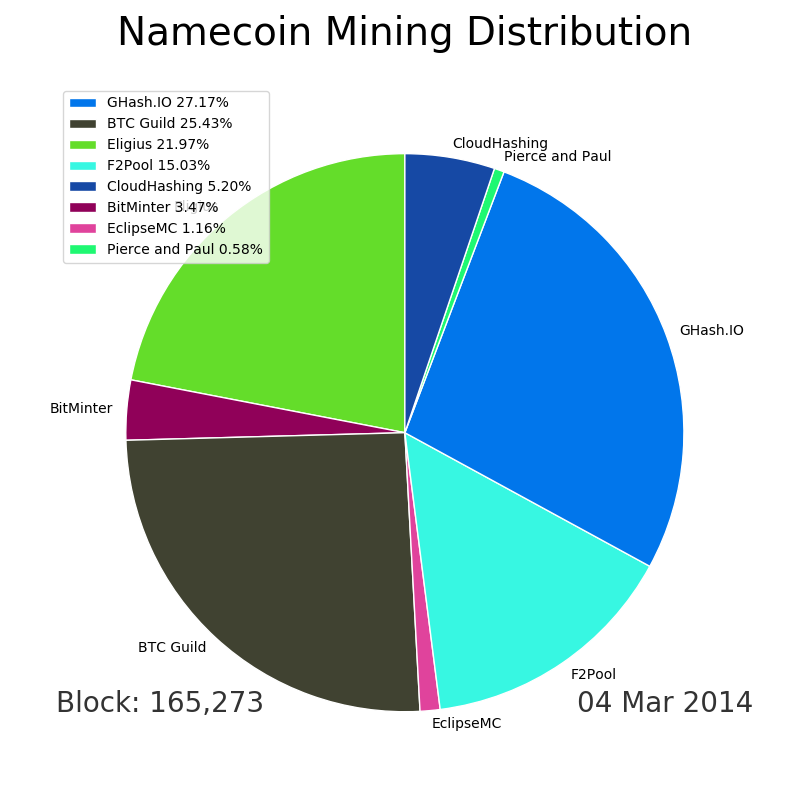 Namecoin Mining Distribution
GHash.IO 27.17%
BTC Guild 25.43%
Eligius 21.97%
F2Pool 15.03%
CloudHashing 5.20%
BitMinter 3.47%
EclipseMC 1.16%
Pierce and Paul 0.58%
CloudHashing
Pierce and Paul
GHash.IO
BitMinter
BTC Guild
F2Pool
Block: 165,273
04 Mar 2014
EclipseMC